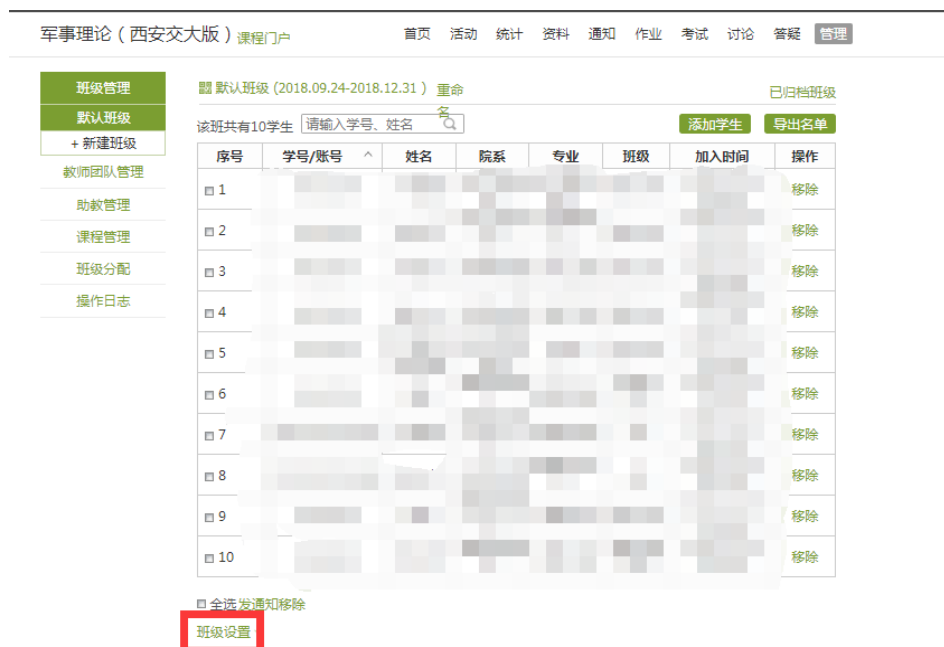 军事理论（西安交大版）课程门户 首页 活动 统计 资料 通知 作业 考试 讨论 答疑 管理
班级管理
默认班级
+ 新建班级
教师团队管理
助教管理
课程管理
班级分配
操作日志
默认班级 (2018.09.24-2018.12.31 ) 重命名 已归档班级
该班共有10学生 请输入学号、姓名 添加学生 导出名单
序号 学号/账号 ^ 姓名 院系 专业 班级 加入时间 操作
1 移除
2 移除
3 移除
4 移除
5 移除
6 移除
7 移除
8 移除
9 移除
10 移除
全选 发通知 移除
班级设置